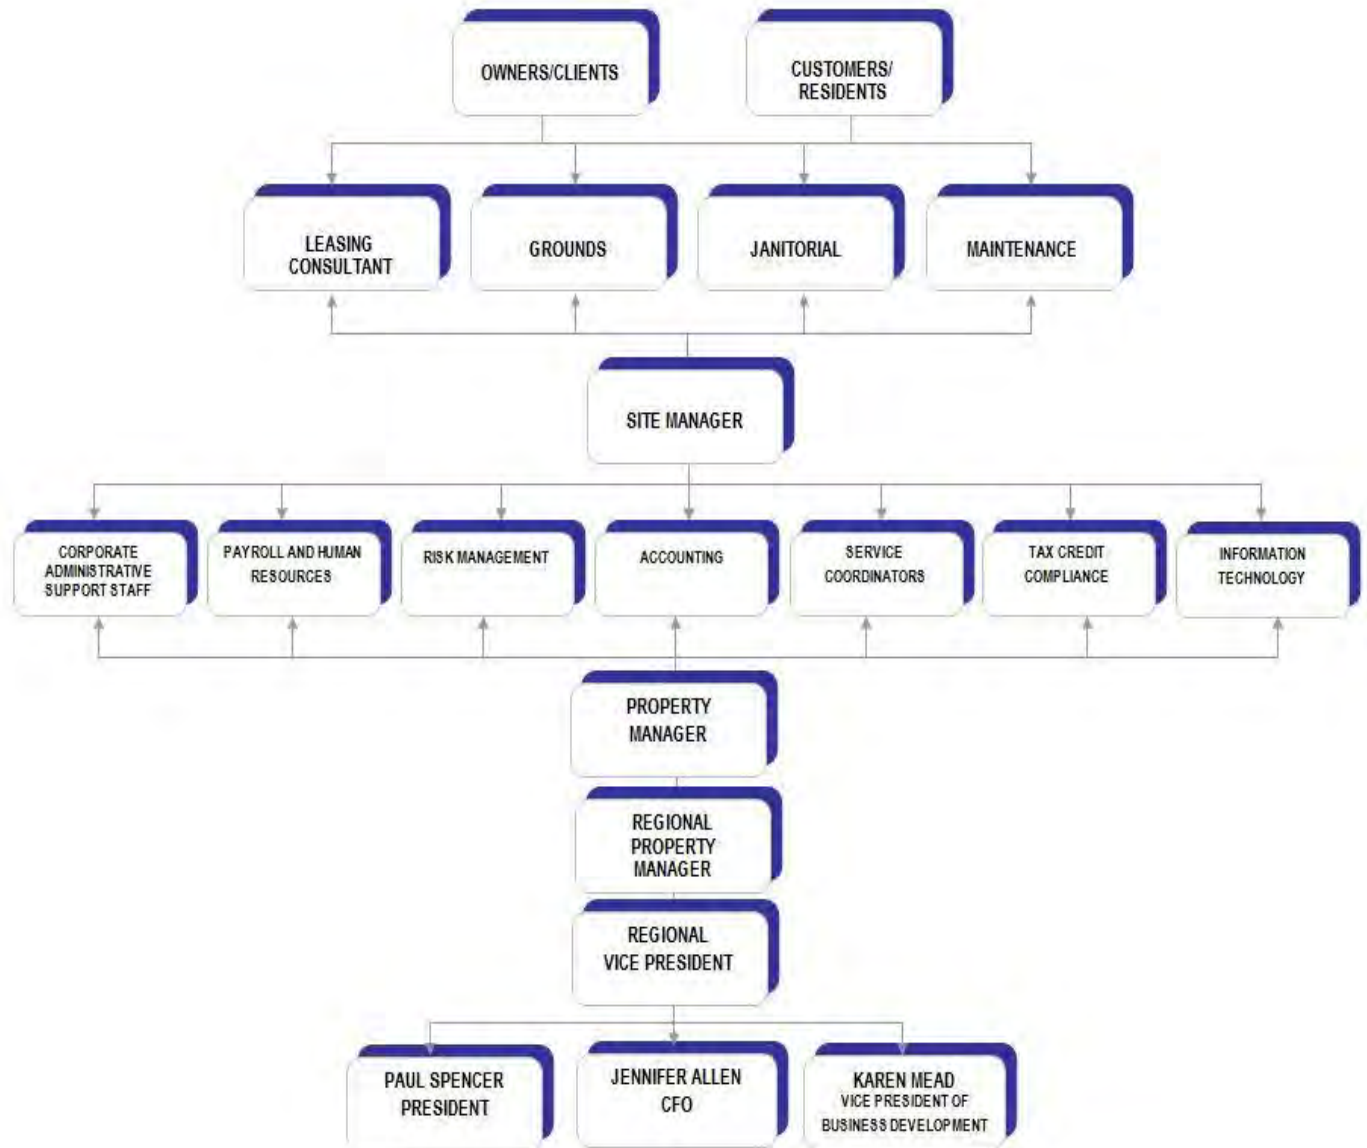 OWNERS/CLIENTS
CUSTOMERS/
RESIDENTS
LEASING
CONSULTANT
GROUNDS
JANITORIAL
MAINTENANCE
SITE MANAGER
CORPORATE
ADMINISTRATIVE
SUPPORT STAFF
PAYROLL AND HUMAN
RESOURCES
RISK MANAGEMENT
ACCOUNTING
SERVICE
COORDINATORS
TAX CREDIT
COMPLIANCE
INFORMATION
TECHNOLOGY
PROPERTY
MANAGER
REGIONAL
PROPERTY
MANAGER
REGIONAL
VICE PRESIDENT
PAUL SPENCER
PRESIDENT
JENNIFER ALLEN
CFO
KAREN MEAD
VICE PRESIDENT OF
BUSINESS DEVELOPMENT